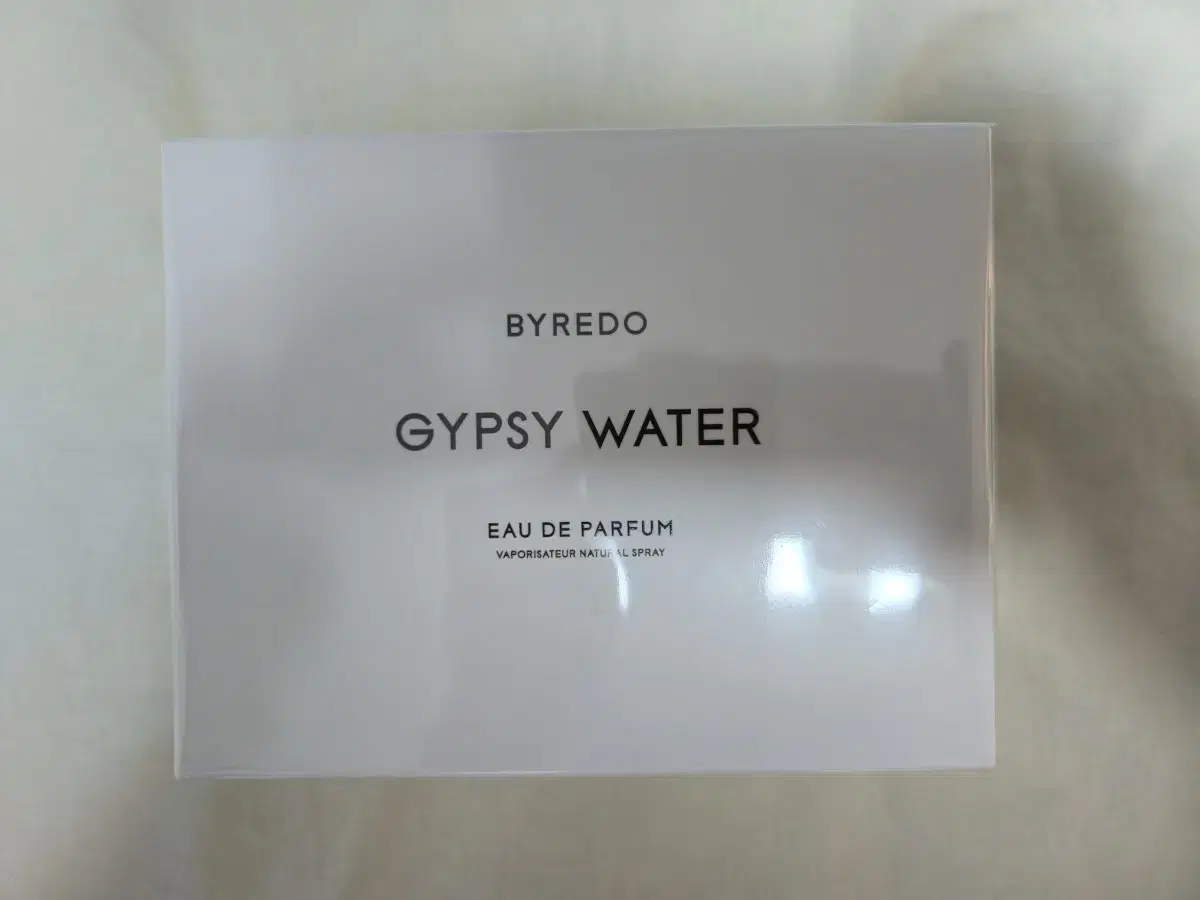 BYREDO
GYPSY WATER
EAU DE PARFUM
VAPORISATEUR NATURAL SPRAY